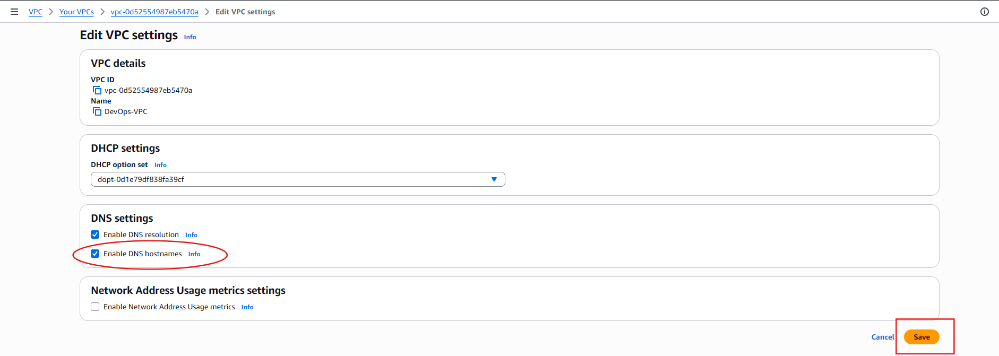 VPC > Your VPCs > vpc-0d52554987eb5470a > Edit VPC settings
Edit VPC settings Info
VPC details
VPC ID
vpc-0d52554987eb5470a
Name
DevOps-VPC
DHCP settings
DHCP option set Info
dopt-0d1e79df838fa39cf
DNS settings
Enable DNS resolution Info
Enable DNS hostnames Info
Network Address Usage metrics settings
Enable Network Address Usage metrics Info
Cancel Save